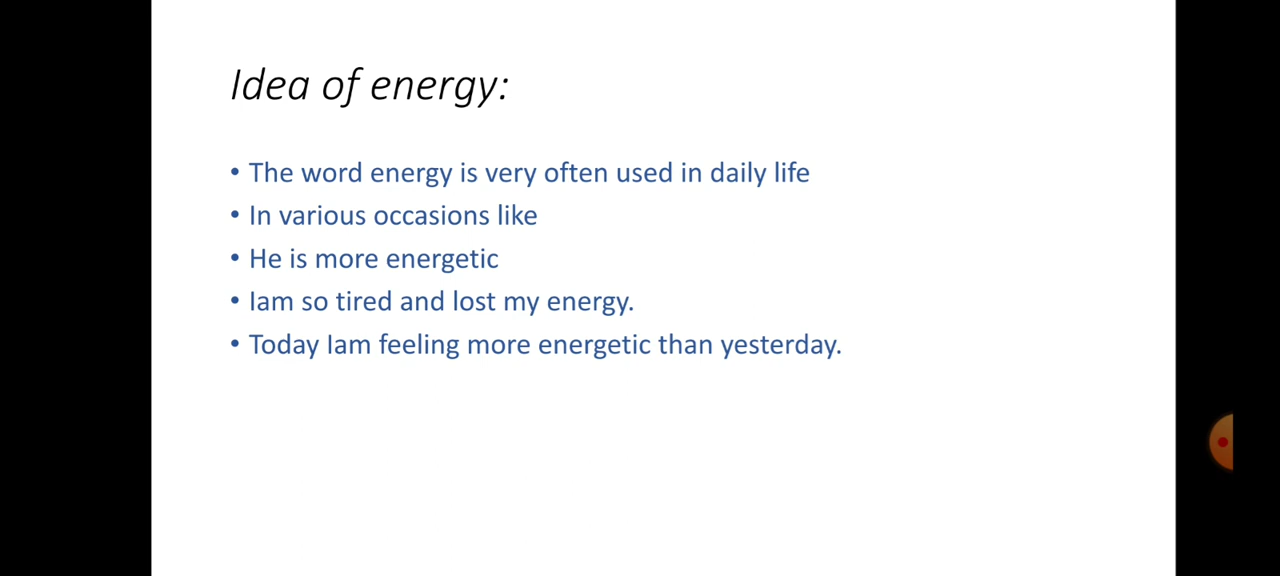 Idea of energy:
• The word energy is very often used in daily life
• In various occasions like
• He is more energetic
• Iam so tired and lost my energy.
• Today Iam feeling more energetic than yesterday.